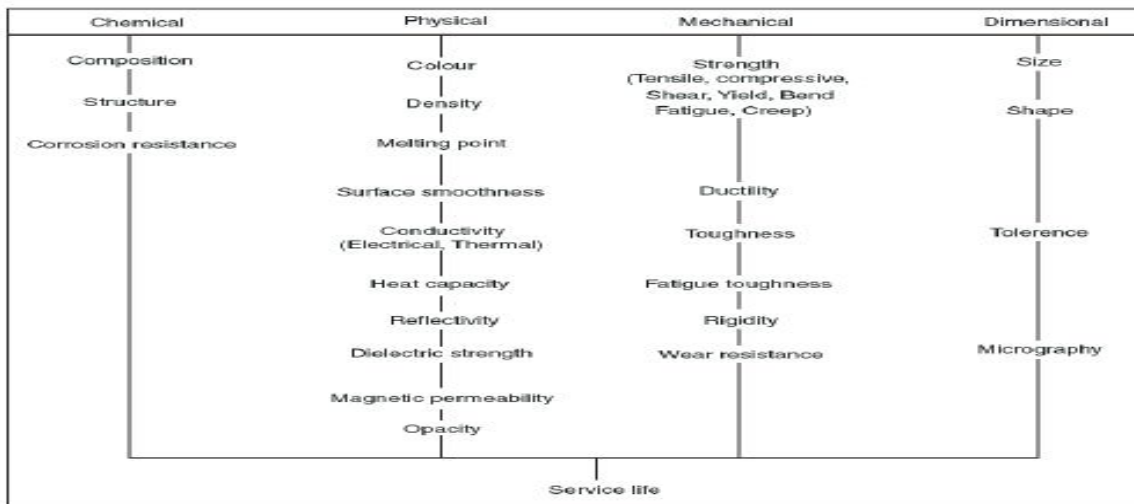 Chemical Physical Mechanical Dimensional
Composition
Structure
Corrosion resistance
Colour
Density
Melting point
Surface smoothness
Conductivity
(Electrical, Thermal)
Heat capacity
Reflectivity
Dielectric strength
Magnetic permeability
Opacity
Strength
(Tensile, compressive,
Shear, Yield, Bend
Fatigue, Creep)
Ductility
Toughness
Fatigue toughness
Rigidity
Wear resistance
Size
Shape
Tolerence
Micrography
Service life